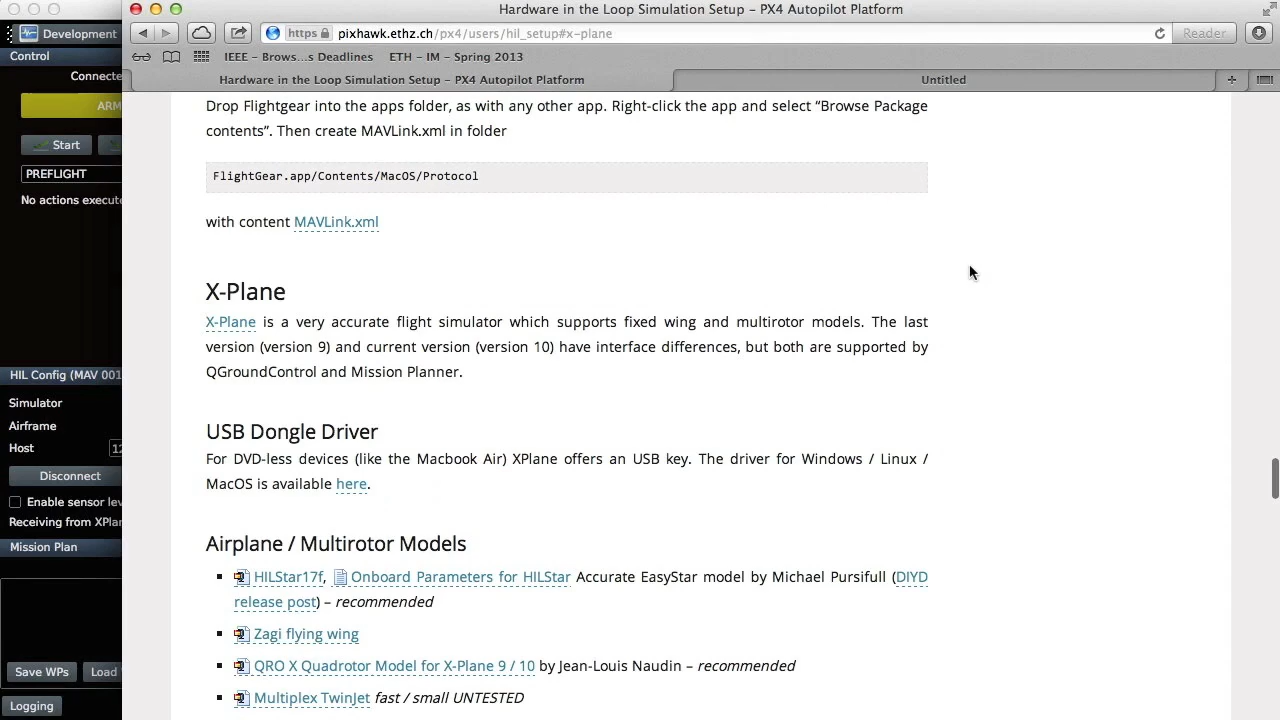 Hardware in the Loop Simulation Setup – PX4 Autopilot Platform
https pixhawk.ethz.ch/px4/users/hil_setup#x-plane
Reader
IEEE – Brows...s Deadlines ETH – IM – Spring 2013
Hardware in the Loop Simulation Setup – PX4 Autopilot Platform
Untitled
Development
Control
Connecte
ARM
Start
PREFLIGHT
No actions execute
HIL Config (MAV 001
Simulator
Airframe
Host
Disconnect
Enable sensor lev
Receiving from XPlan
Mission Plan
Save WPs Load
Logging
Drop Flightgear into the apps folder, as with any other app. Right-click the app and select “Browse Package
contents”. Then create MAVLink.xml in folder
FlightGear.app/Contents/MacOS/Protocol
with content MAVLink.xml
X-Plane
X-Plane is a very accurate flight simulator which supports fixed wing and multirotor models. The last
version (version 9) and current version (version 10) have interface differences, but both are supported by
QGroundControl and Mission Planner.
USB Dongle Driver
For DVD-less devices (like the Macbook Air) XPlane offers an USB key. The driver for Windows / Linux /
MacOS is available here.
Airplane / Multirotor Models
HILStar17f, Onboard Parameters for HILStar Accurate EasyStar model by Michael Pursifull (DIYD
release post) – recommended
Zagi flying wing
QRO X Quadrotor Model for X-Plane 9 / 10 by Jean-Louis Naudin – recommended
Multiplex TwinJet fast / small UNTESTED